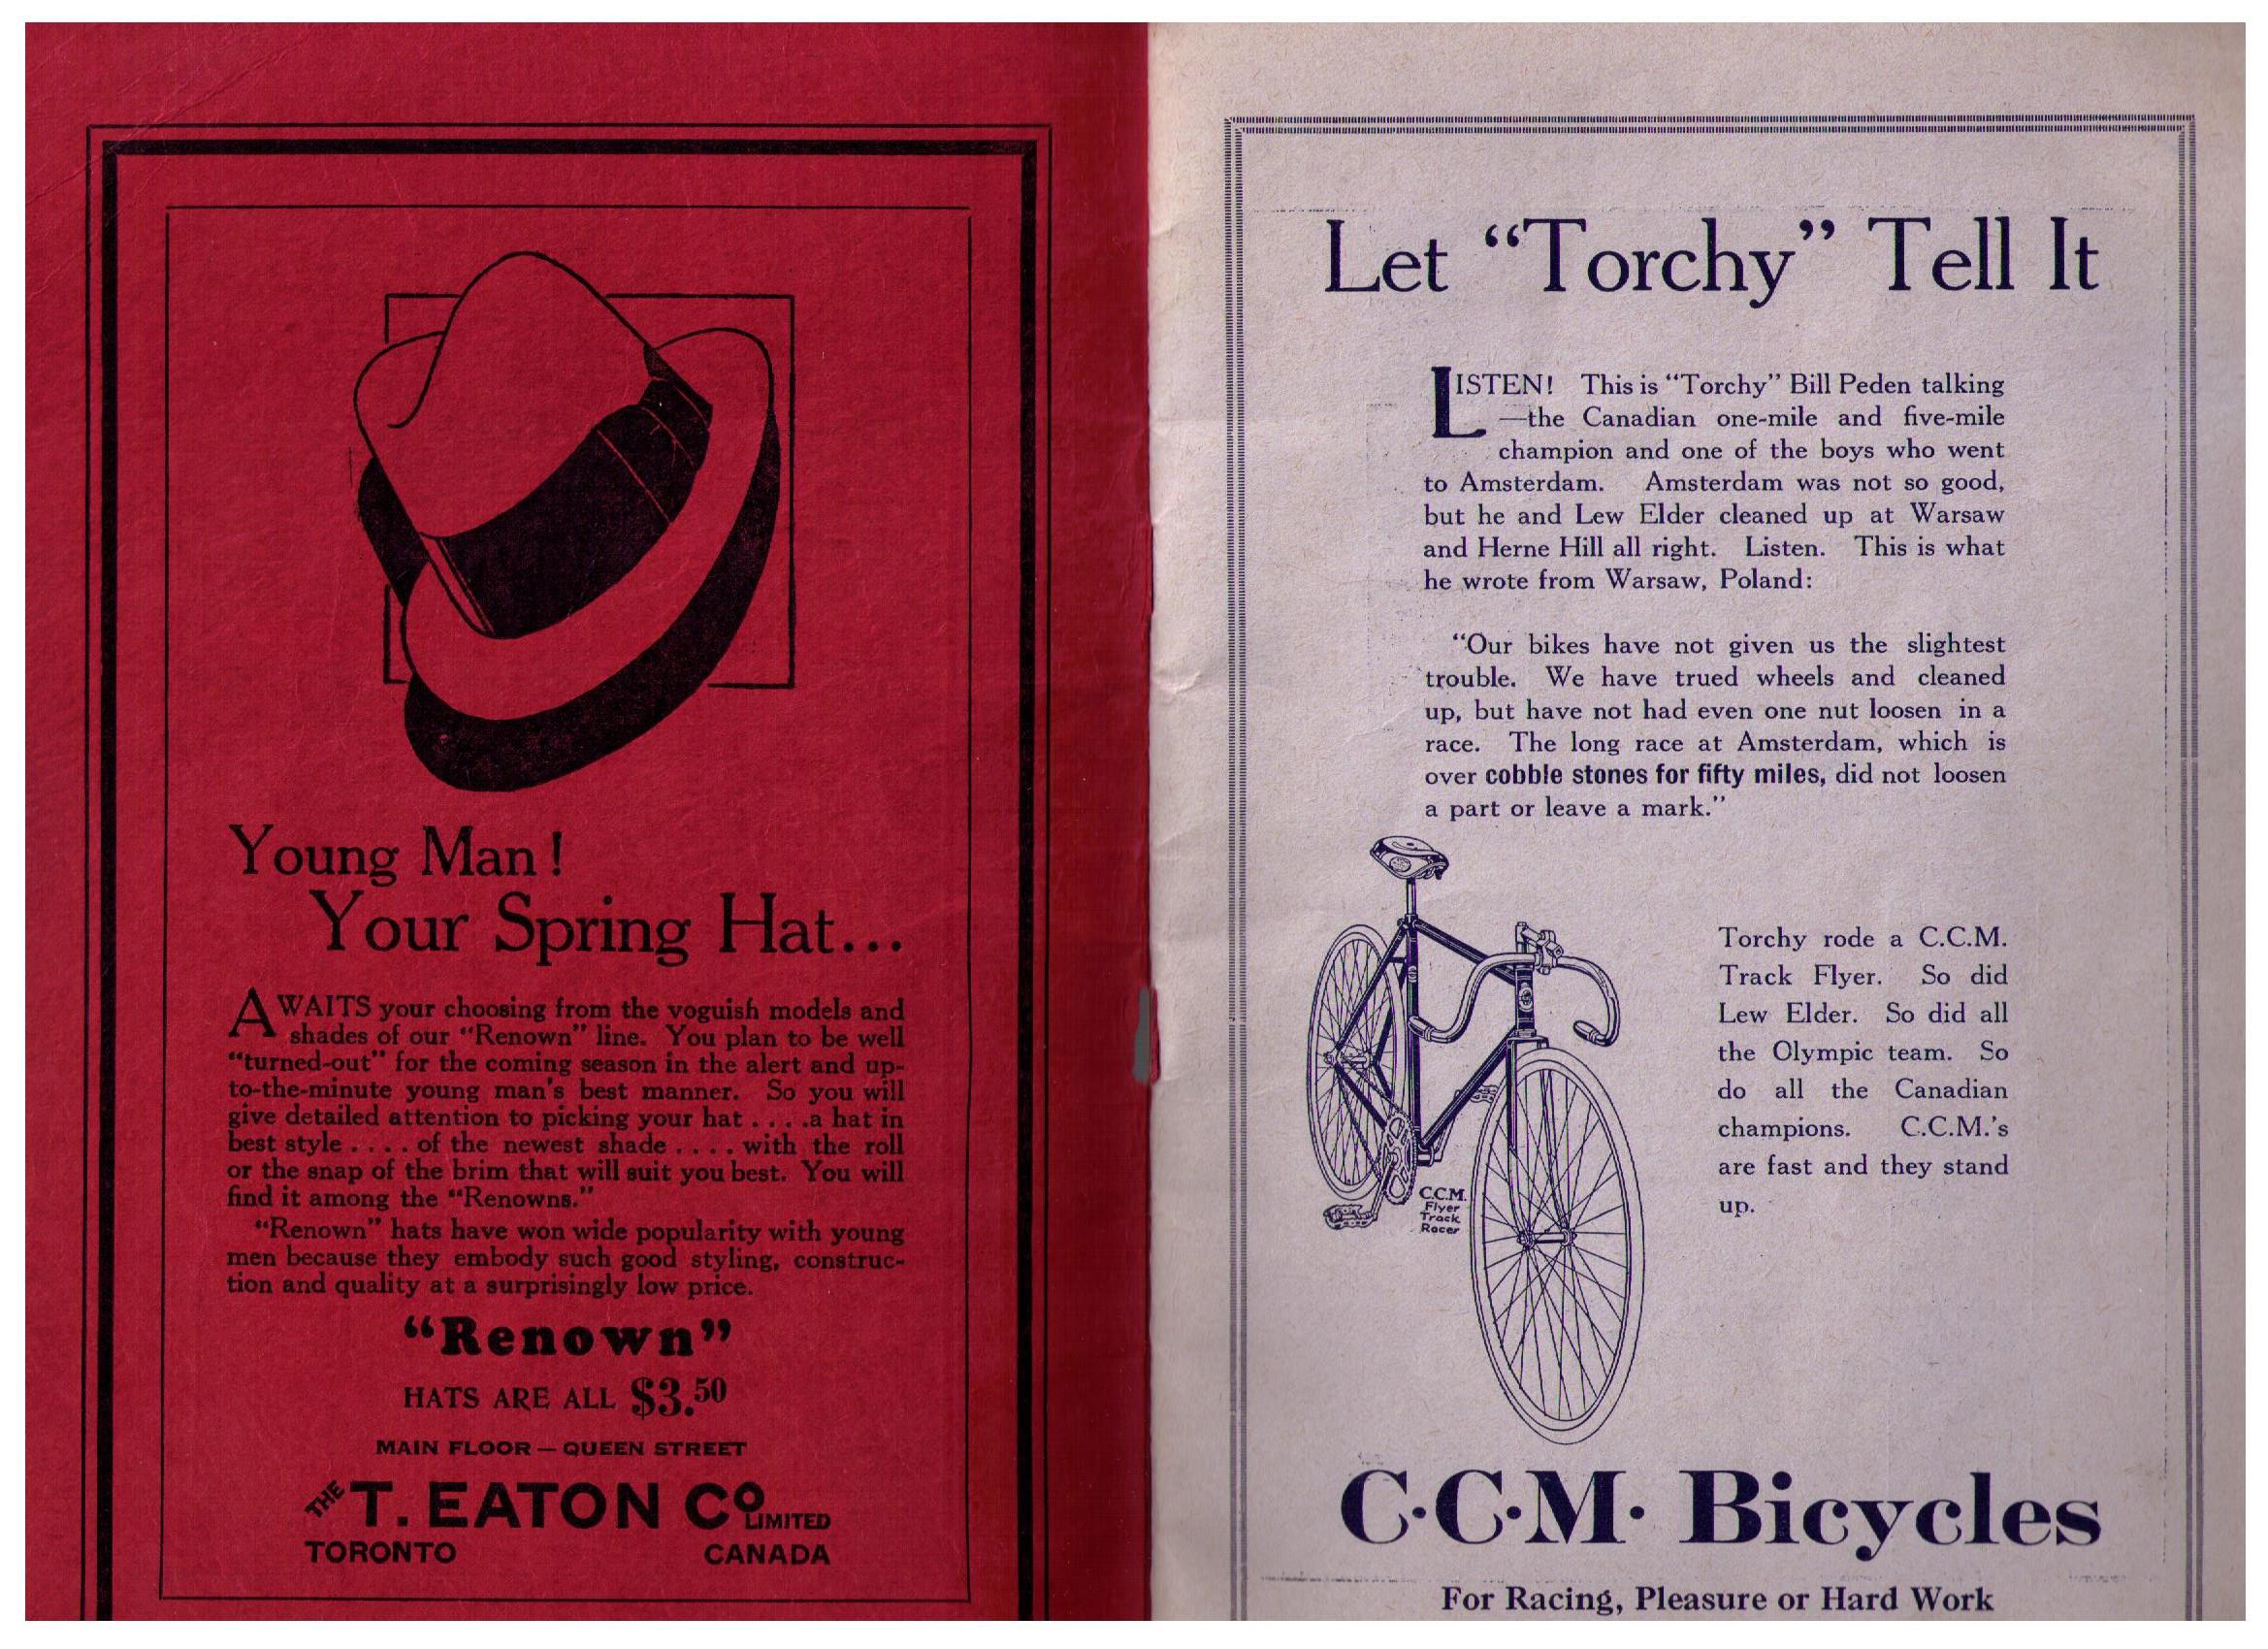 Young Man!
Your Spring Hat...
AWAITS your choosing from the voguish models and
shades of our “Renown” line. You plan to be well
“turned-out” for the coming season in the alert and up-
to-the-minute young man's best manner. So you will
give detailed attention to picking your hat . . . .a hat in
best style . . . . of the newest shade . . . . with the roll
or the snap of the brim that will suit you best. You will
find it among the “Renowns.”
“Renown” hats have won wide popularity with young
men because they embody such good styling, construc-
tion and quality at a surprisingly low price.
“Renown”
HATS ARE ALL $3.50
MAIN FLOOR — QUEEN STREET
THE T. EATON CO LIMITED
TORONTO CANADA
Let “Torchy” Tell It
LISTEN! This is “Torchy” Bill Peden talking
—the Canadian one-mile and five-mile
champion and one of the boys who went
to Amsterdam. Amsterdam was not so good,
but he and Lew Elder cleaned up at Warsaw
and Herne Hill all right. Listen. This is what
he wrote from Warsaw, Poland:
“Our bikes have not given us the slightest
trouble. We have trued wheels and cleaned
up, but have not had even one nut loosen in a
race. The long race at Amsterdam, which is
over cobble stones for fifty miles, did not loosen
a part or leave a mark.”
Torchy rode a C.C.M.
Track Flyer. So did
Lew Elder. So did all
the Olympic team. So
do all the Canadian
champions. C.C.M.'s
are fast and they stand
up.
C.C.M.
Flyer
Track
Racer
C·C·M· Bicycles
For Racing, Pleasure or Hard Work